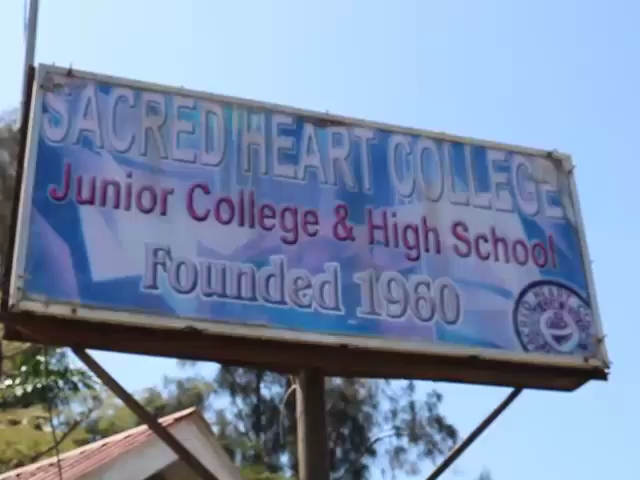 SACRED HEART COLLEGE
Junior College & High School
Founded 1960